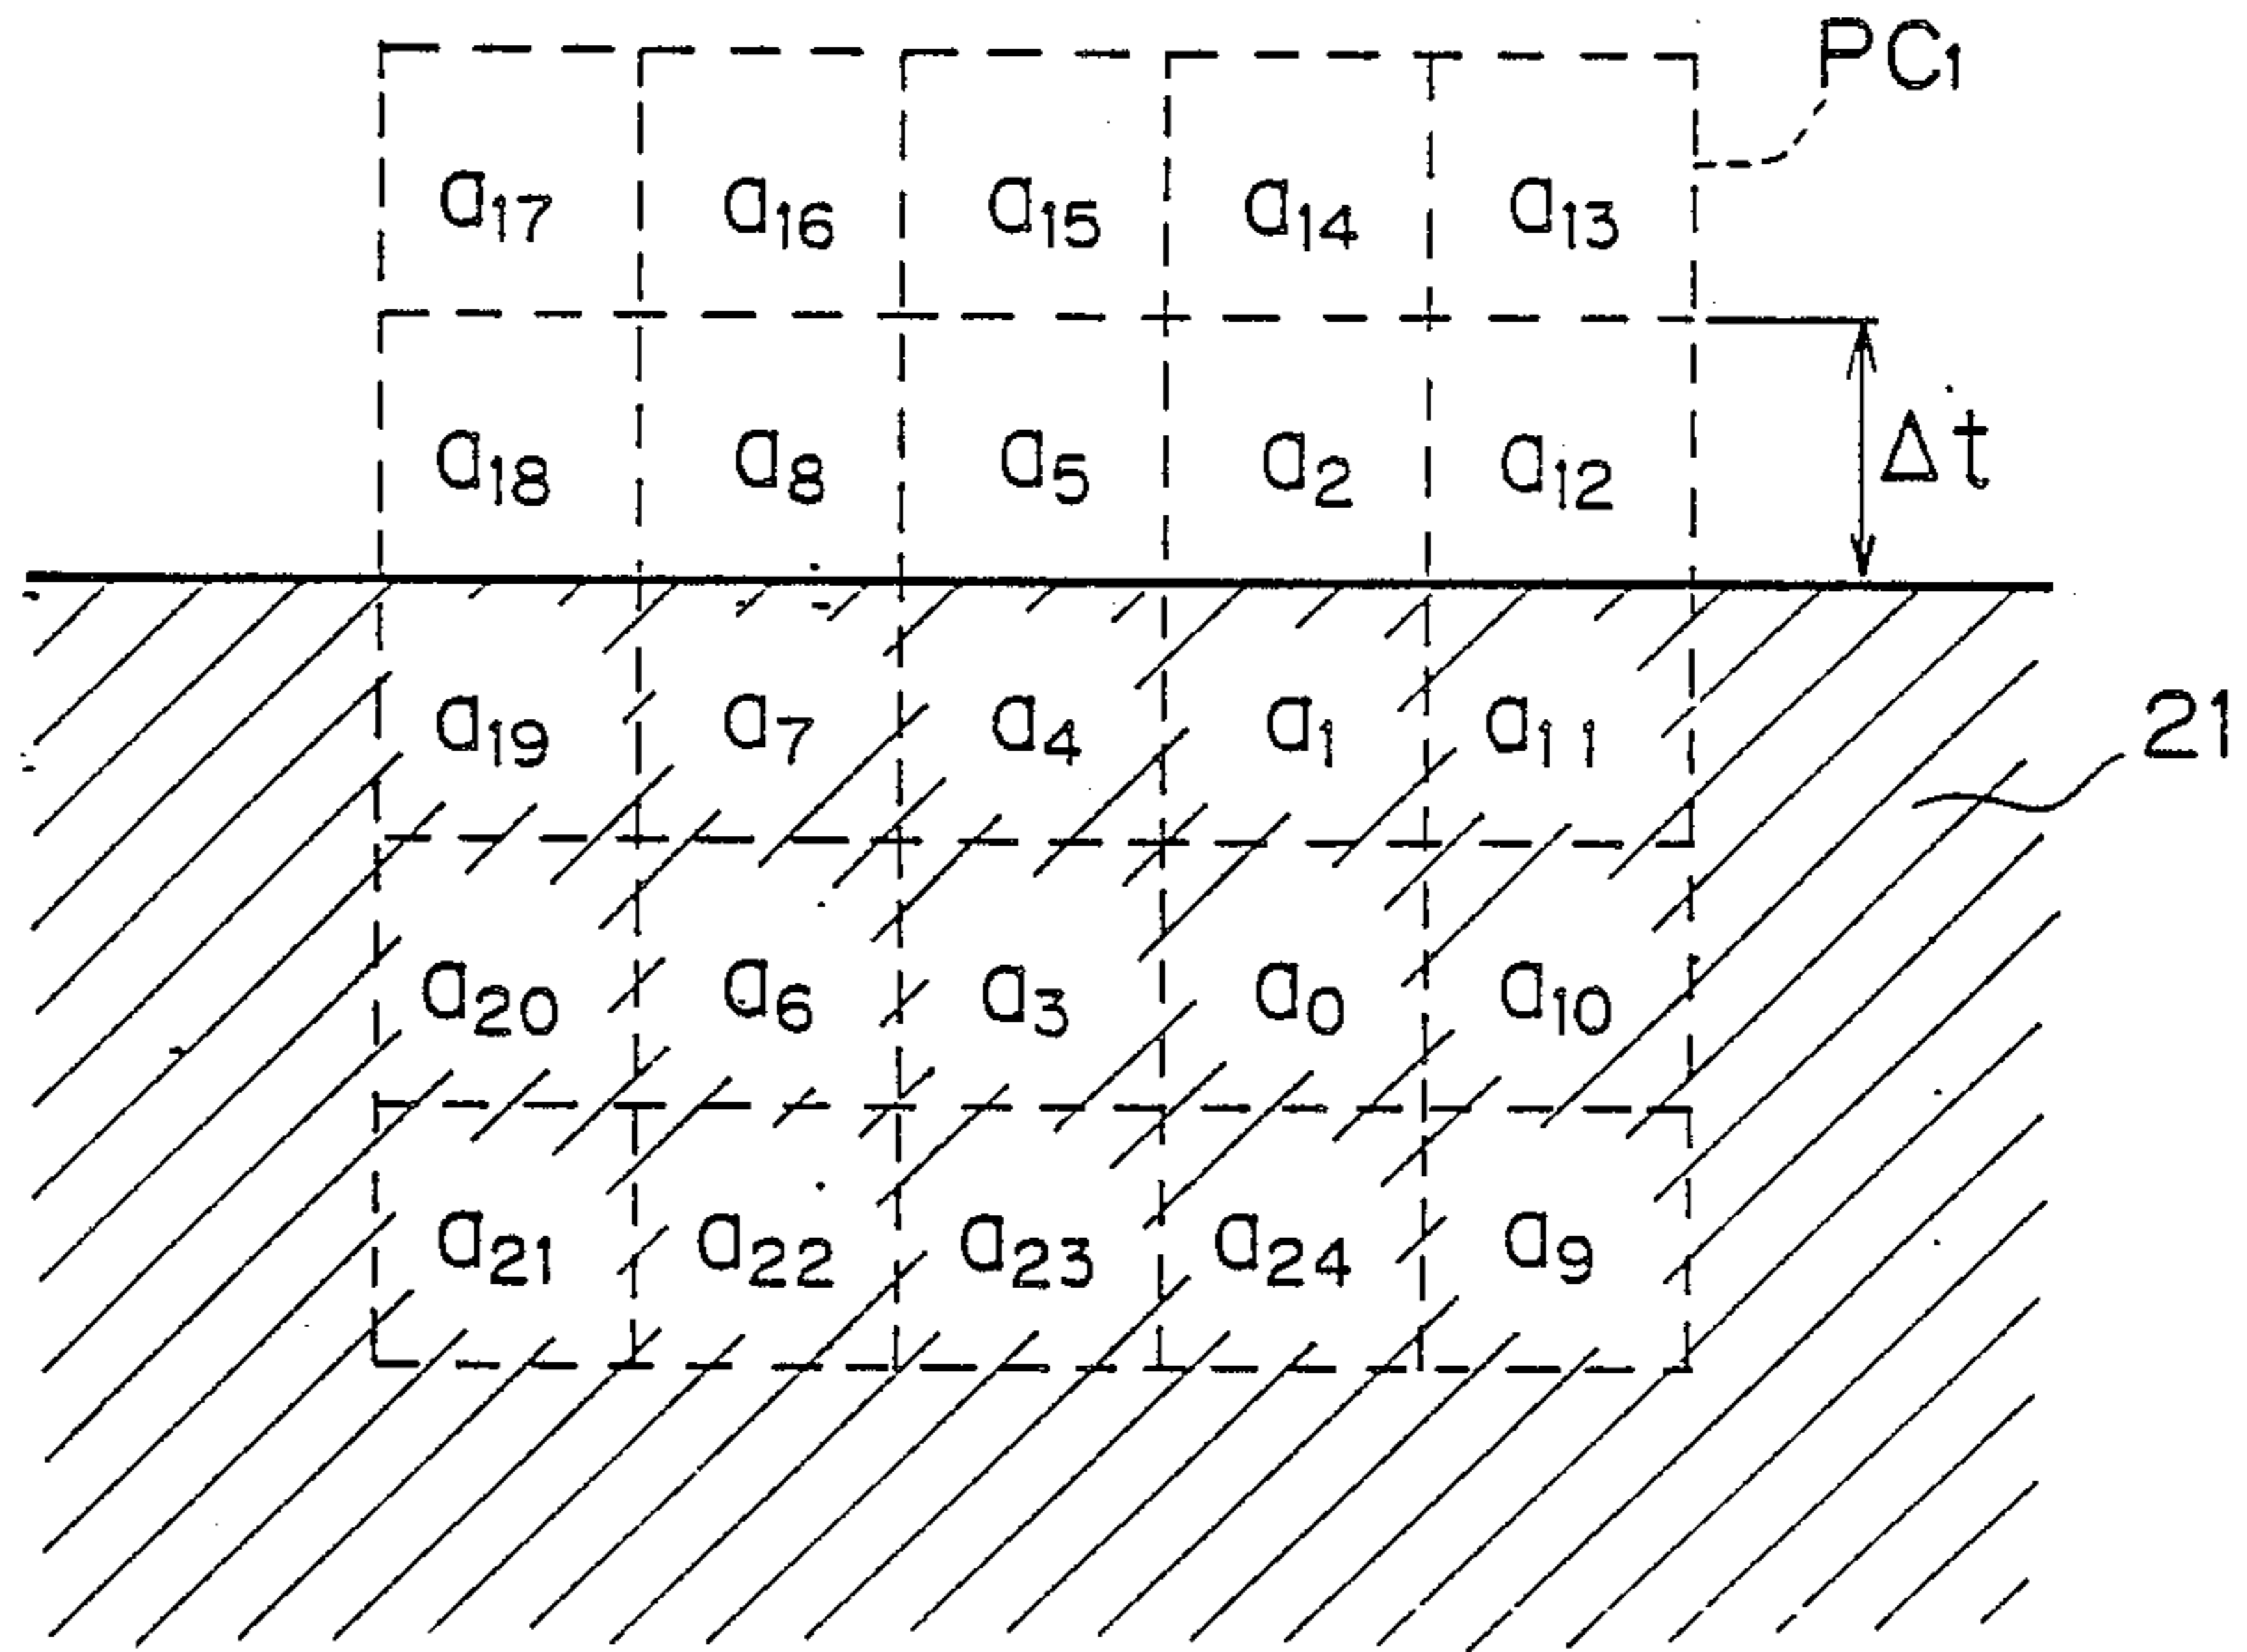 PC₁
a₁₇ a₁₆ a₁₅ a₁₄ a₁₃
a₁₈ a₈ a₅ a₂ a₁₂ Δt
a₁₉ a₇ a₄ a₁ a₁₁ 21
a₂₀ a₆ a₃ a₀ a₁₀
a₂₁ a₂₂ a₂₃ a₂₄ a₉